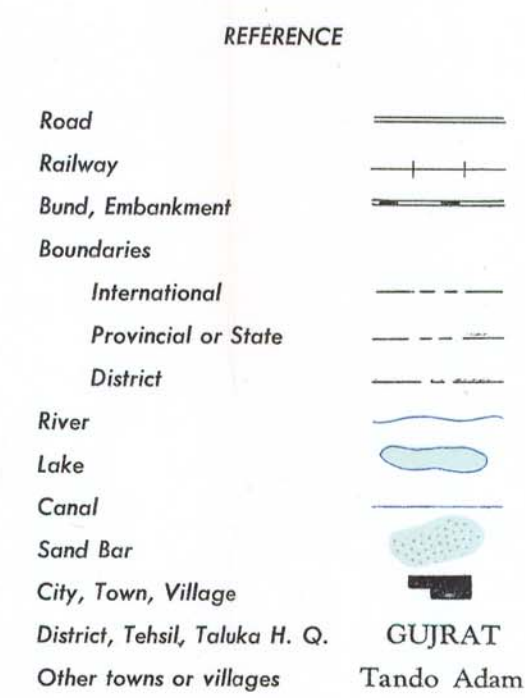 REFERENCE
Road
Railway
Bund, Embankment
Boundaries
International
Provincial or State
District
River
Lake
Canal
Sand Bar
City, Town, Village
District, Tehsil, Taluka H. Q. GUJRAT
Other towns or villages Tando Adam